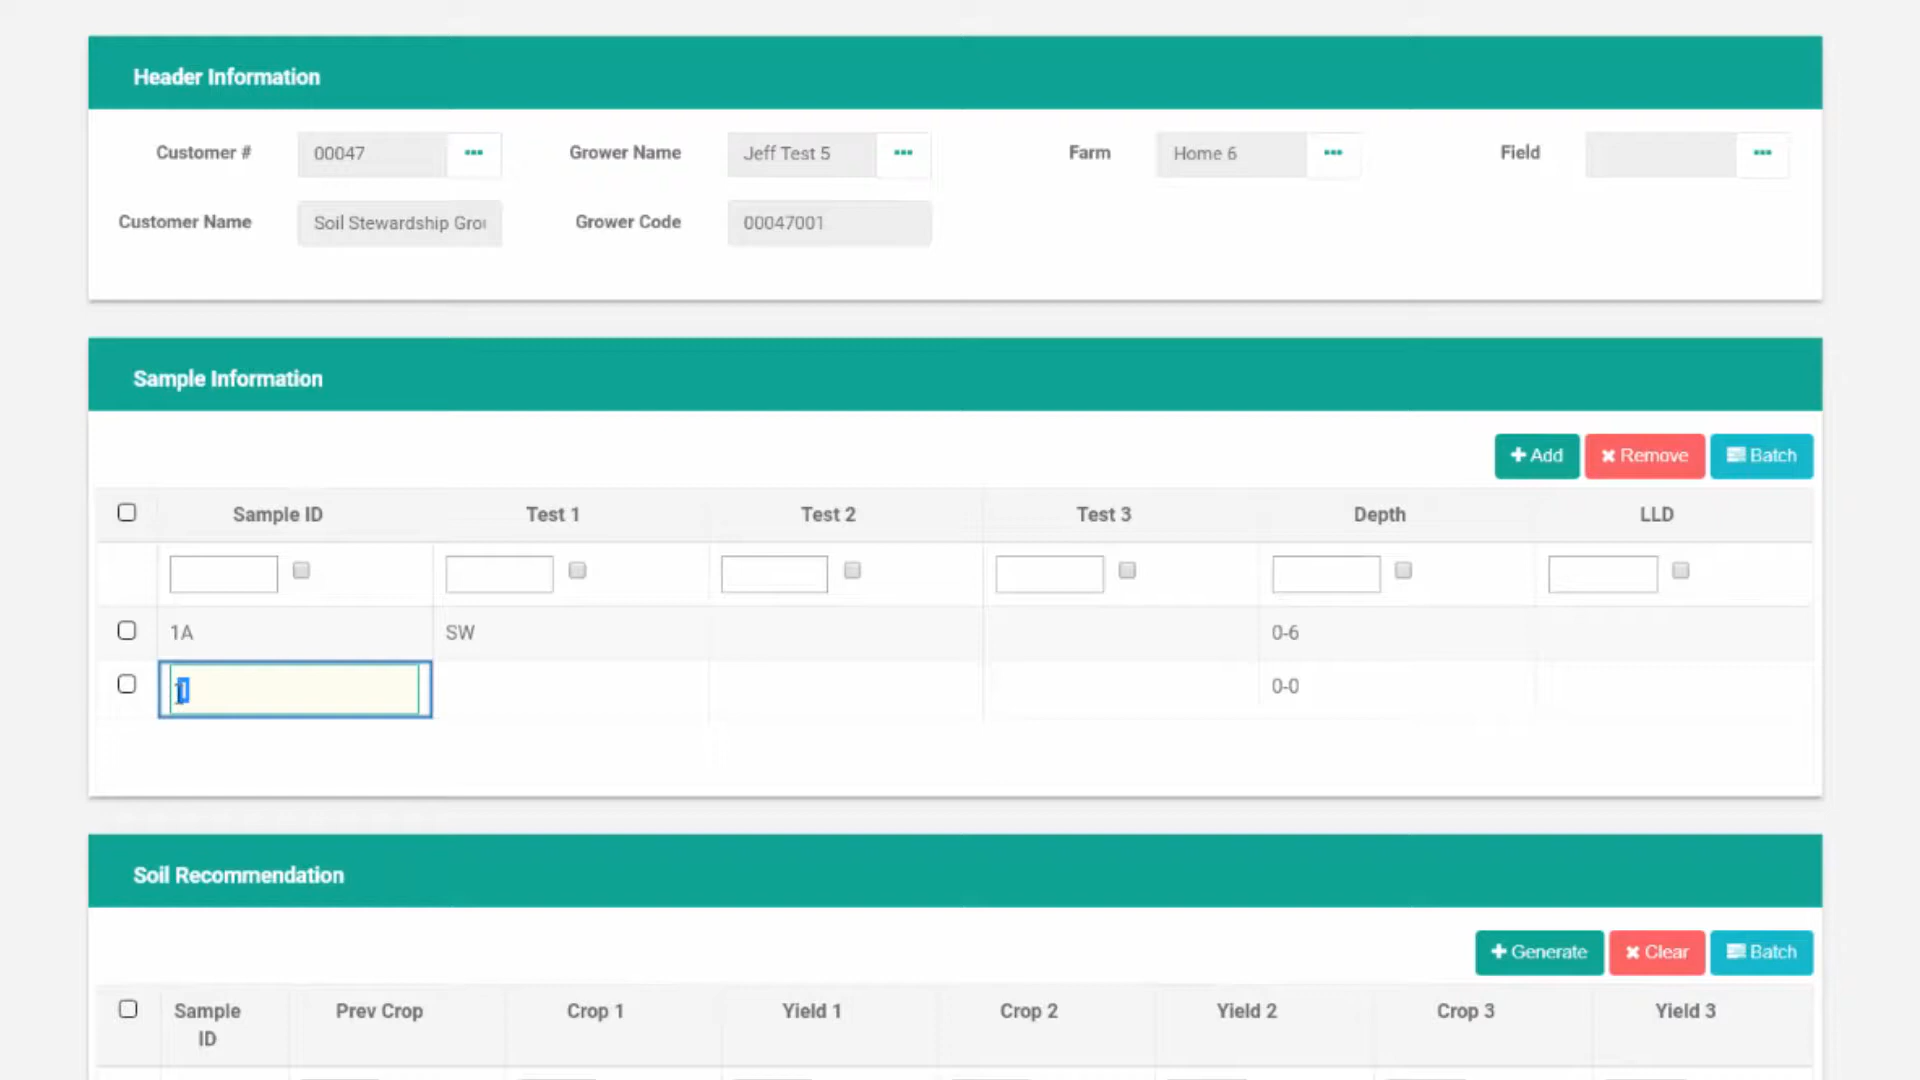 Header Information
Customer # 00047 ••• Grower Name Jeff Test 5 ••• Farm Home 6 ••• Field •••
Customer Name Soil Stewardship Gro Grower Code 00047001
Sample Information
+ Add × Remove Batch
Sample ID Test 1 Test 2 Test 3 Depth LLD
1A SW 0-6
0-0
Soil Recommendation
+ Generate × Clear Batch
Sample ID Prev Crop Crop 1 Yield 1 Crop 2 Yield 2 Crop 3 Yield 3